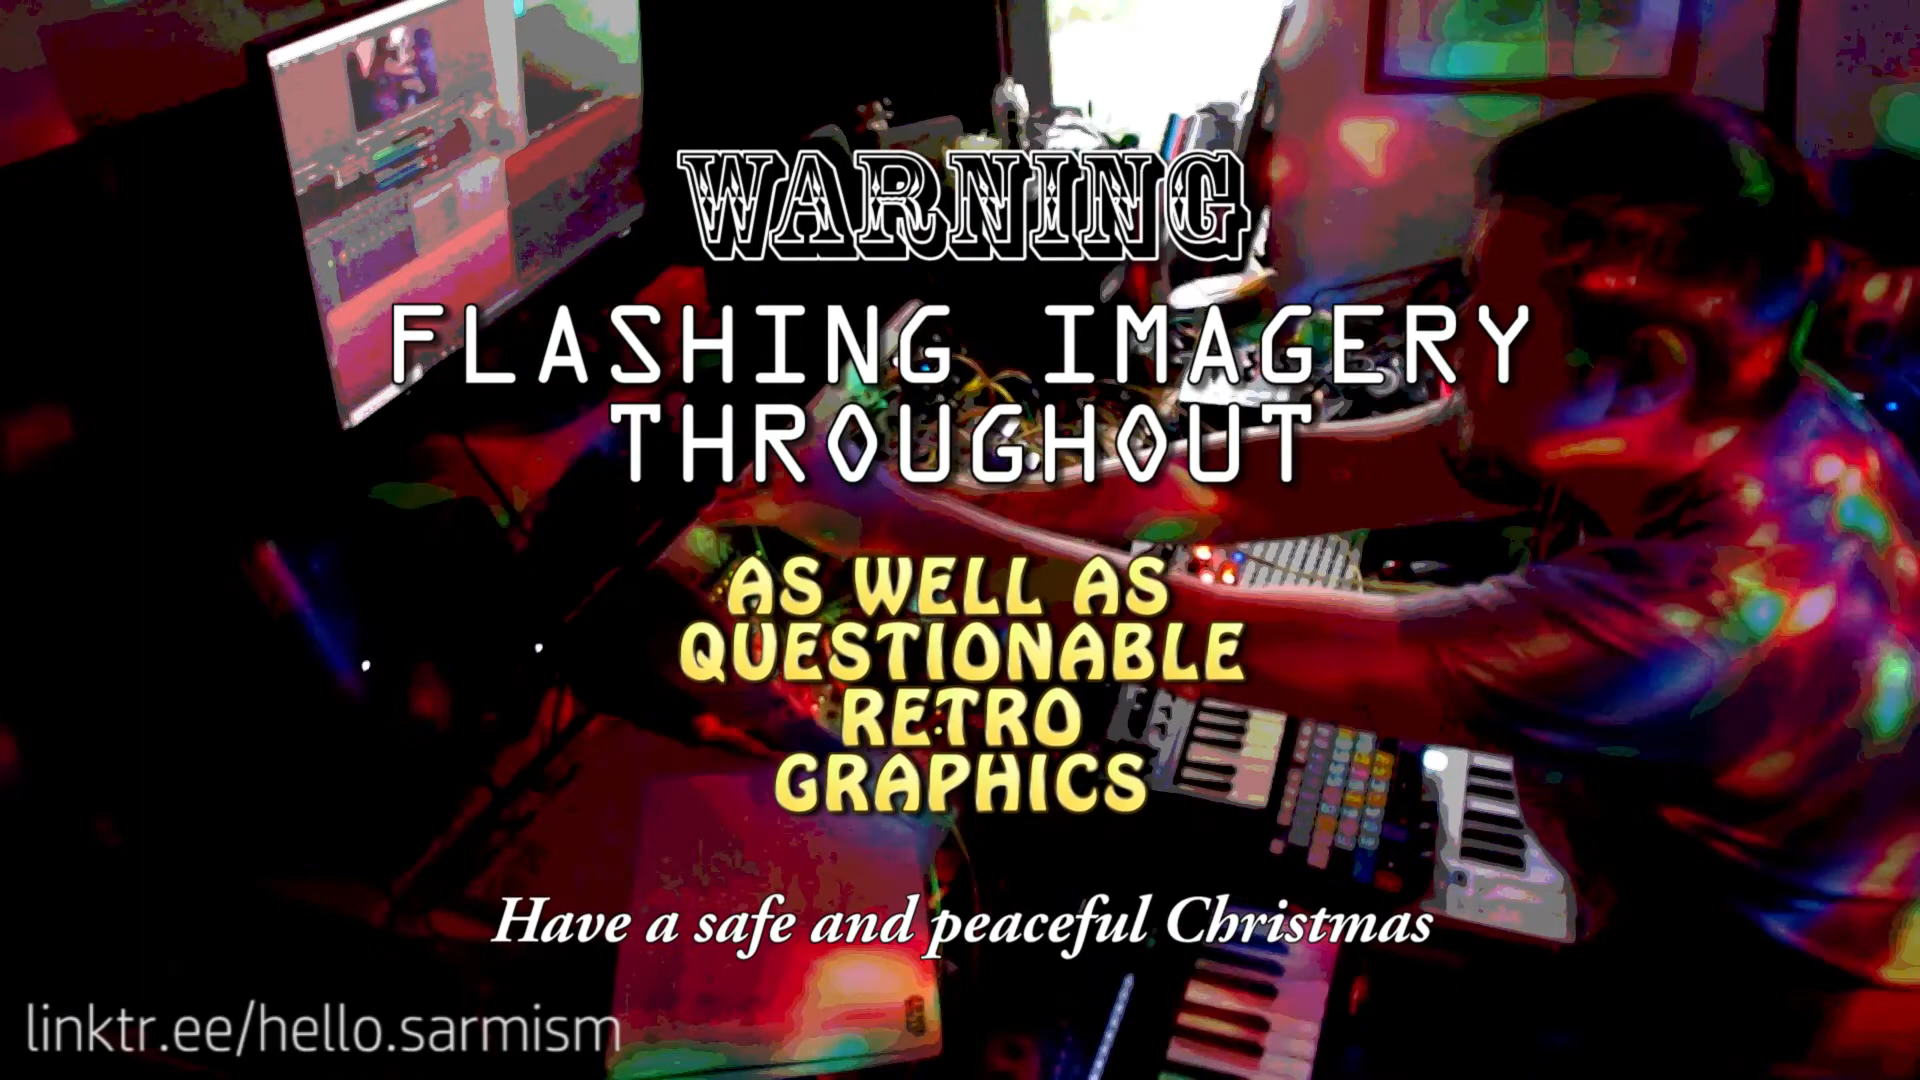 WARNING
FLASHING IMAGERY
THROUGHOUT
AS WELL AS
QUESTIONABLE
RETRO
GRAPHICS
Have a safe and peaceful Christmas
linktr.ee/hello.sarmism